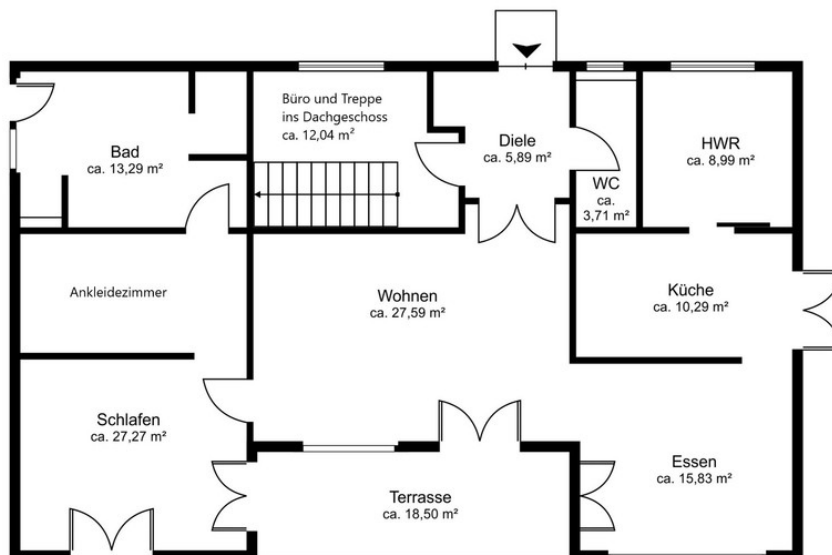 Büro und Treppe
ins Dachgeschoss
ca. 12,04 m²
Bad
ca. 13,29 m²
Diele
ca. 5,89 m²
HWR
ca. 8,99 m²
WC
ca.
3,71 m²
Ankleidezimmer
Wohnen
ca. 27,59 m²
Küche
ca. 10,29 m²
Schlafen
ca. 27,27 m²
Essen
ca. 15,83 m²
Terrasse
ca. 18,50 m²